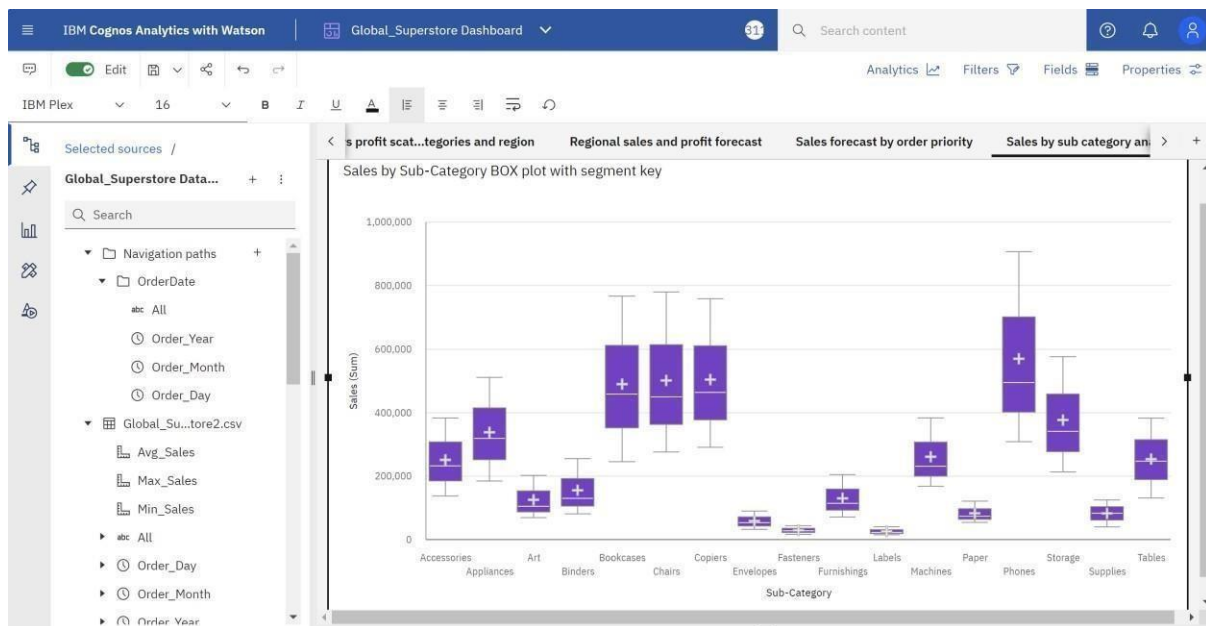 IBM Cognos Analytics with Watson
Global_Superstore Dashboard
Search content
Edit
Analytics
Filters
Fields
Properties
IBM Plex
16
B
I
U
A
Selected sources /
Global_Superstore Data...
Search
Navigation paths
OrderDate
abc All
Order_Year
Order_Month
Order_Day
Global_Su...tore2.csv
Avg_Sales
Max_Sales
Min_Sales
abc All
Order_Day
Order_Month
Order_Year
profit scat...tegories and region
Regional sales and profit forecast
Sales forecast by order priority
Sales by sub category
Sales by Sub-Category BOX plot with segment key
1,000,000
800,000
600,000
400,000
200,000
0
Sales (Sum)
Accessories
Appliances
Art
Binders
Bookcases
Chairs
Copiers
Envelopes
Fasteners
Furnishings
Labels
Machines
Paper
Phones
Storage
Supplies
Tables
Sub-Category